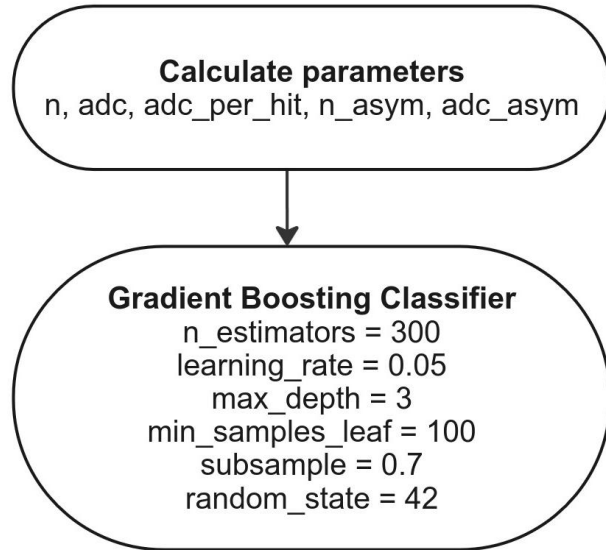 Calculate parameters
n, adc, adc_per_hit, n_asym, adc_asym
Gradient Boosting Classifier
n_estimators = 300
learning_rate = 0.05
max_depth = 3
min_samples_leaf = 100
subsample = 0.7
random_state = 42